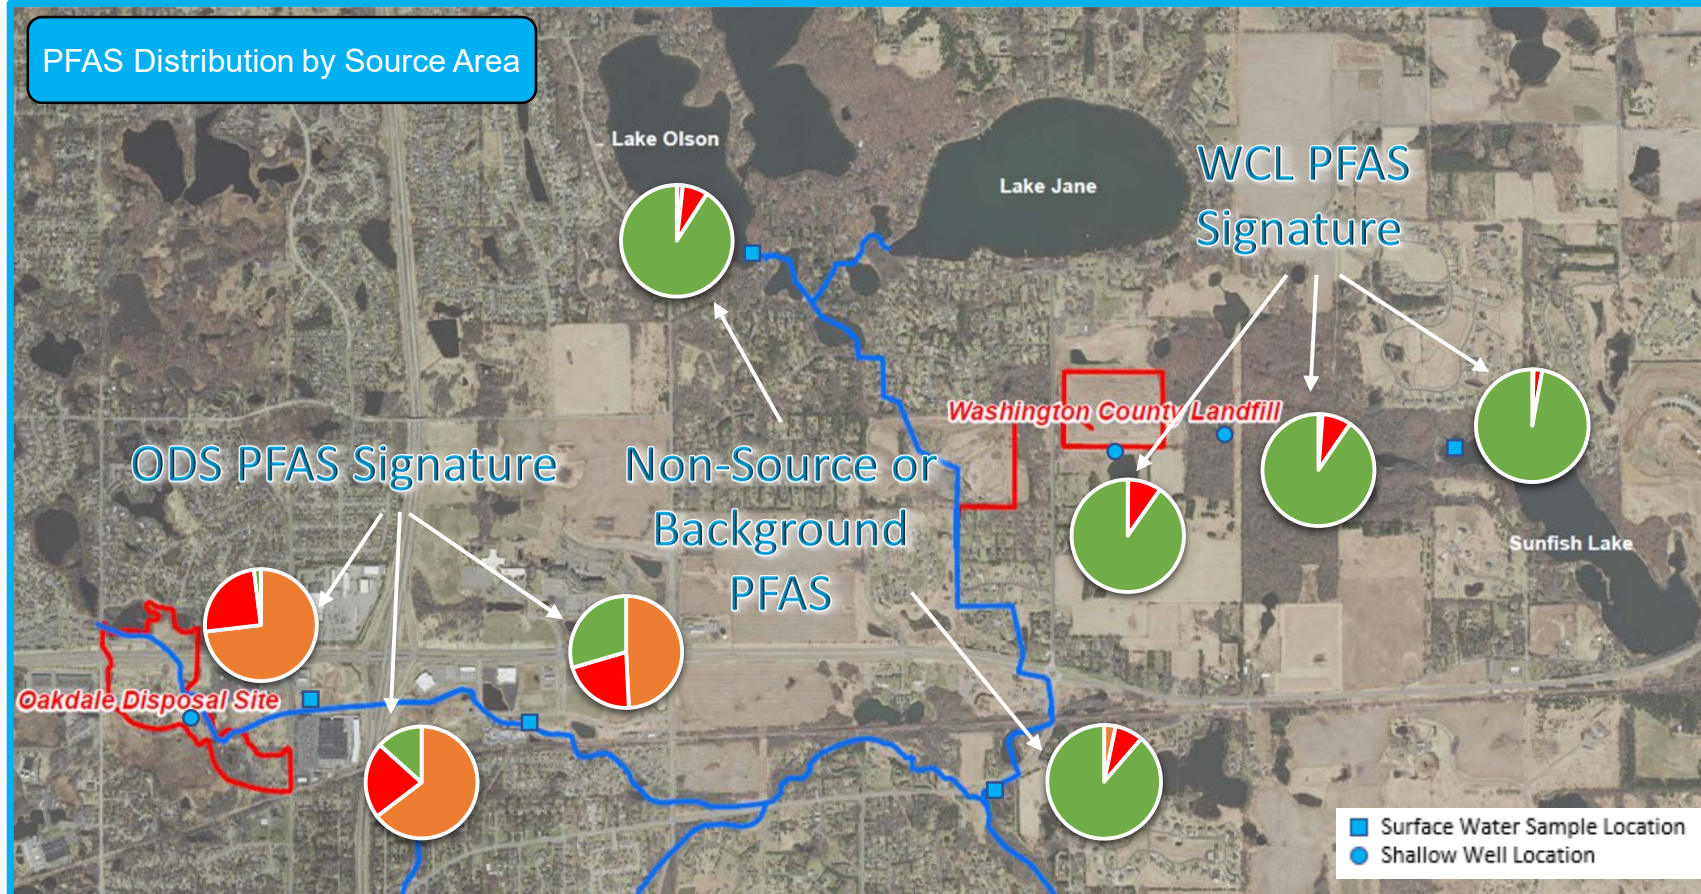 PFAS Distribution by Source Area
Lake Olson
Lake Jane
WCL PFAS
Signature
Washington County Landfill
ODS PFAS Signature
Non-Source or
Background
PFAS
Sunfish Lake
Oakdale Disposal Site
Surface Water Sample Location
Shallow Well Location